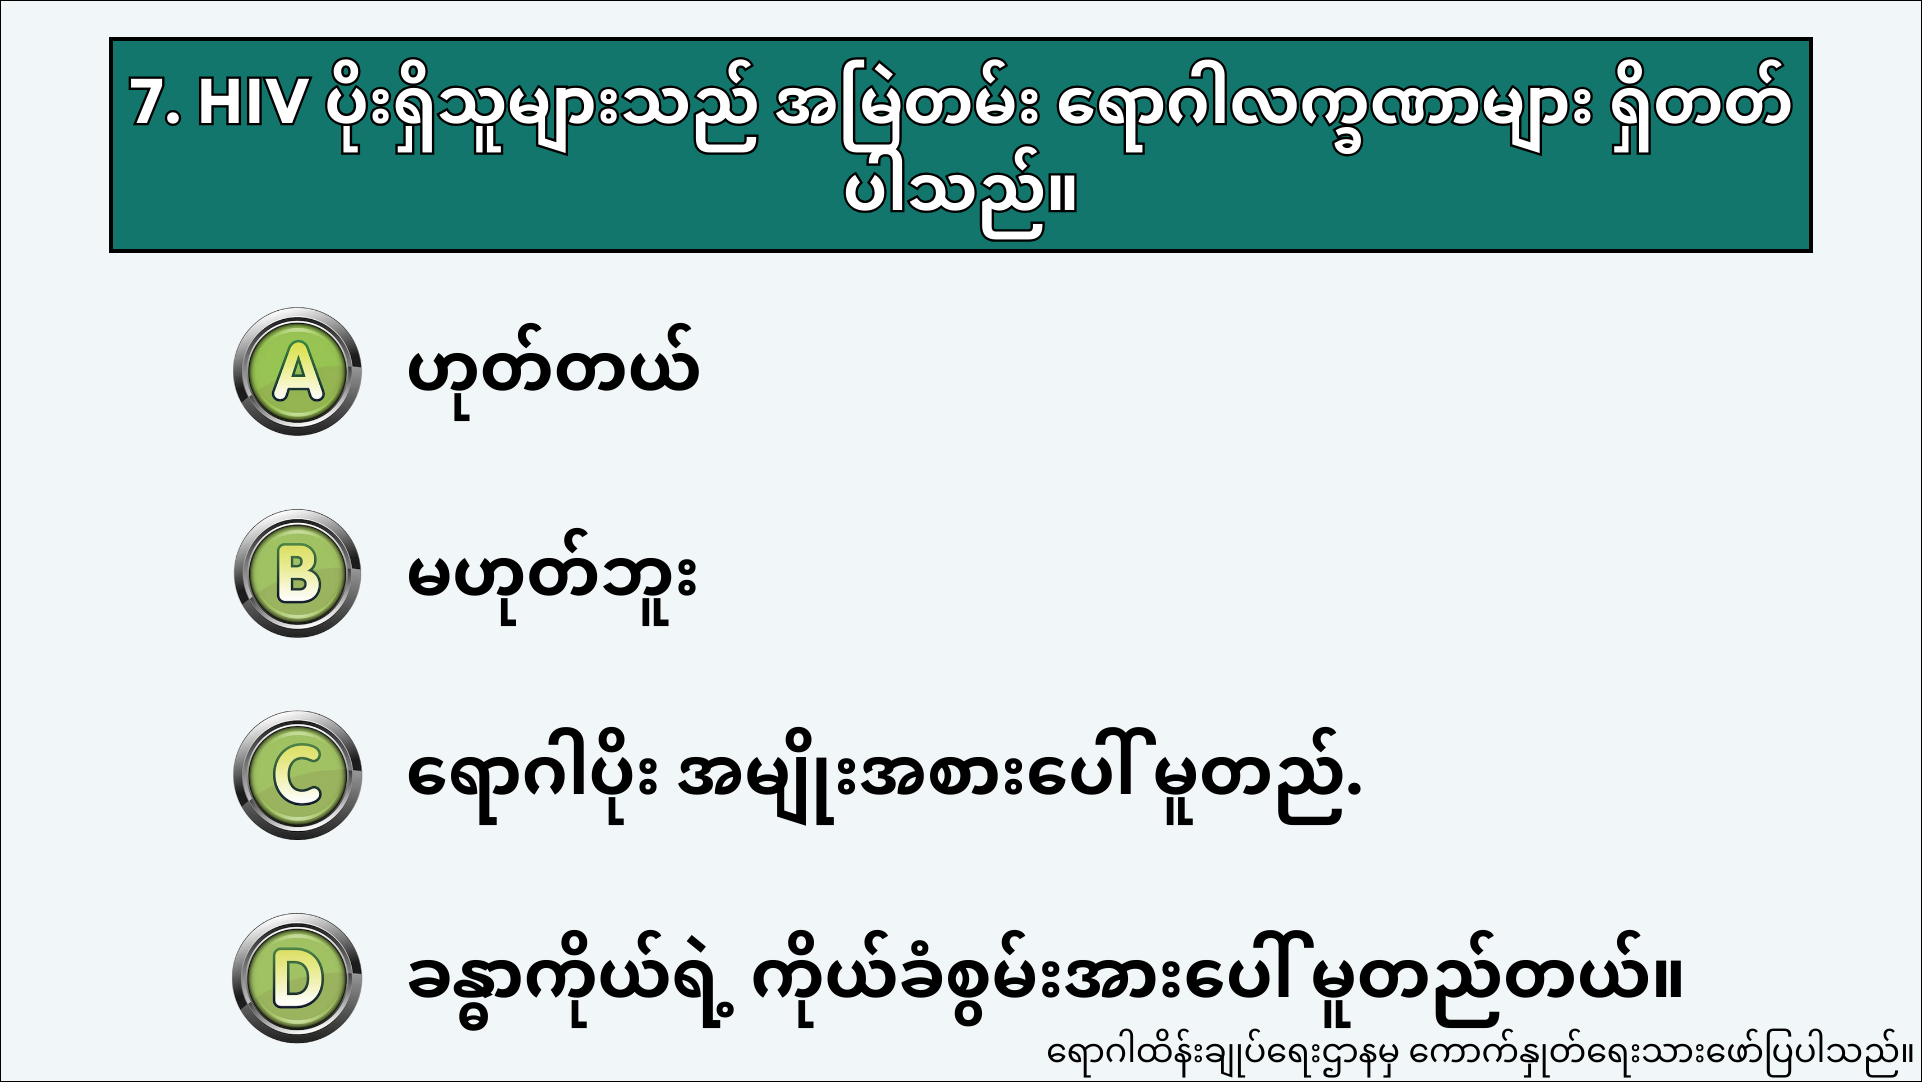 7. HIV ပိုးရှိသူများသည် အမြဲတမ်း ရောဂါလက္ခဏာများ ရှိတတ်
ပါသည်။
A ဟုတ်တယ်
B မဟုတ်ဘူး
C ရောဂါပိုး အမျိုးအစားပေါ် မူတည်.
D ခန္ဓာကိုယ်ရဲ့ ကိုယ်ခံစွမ်းအားပေါ် မူတည်တယ်။
ရောဂါထိန်းချုပ်ရေးဌာနမှ ကောက်နှုတ်ရေးသားဖော်ပြပါသည်။